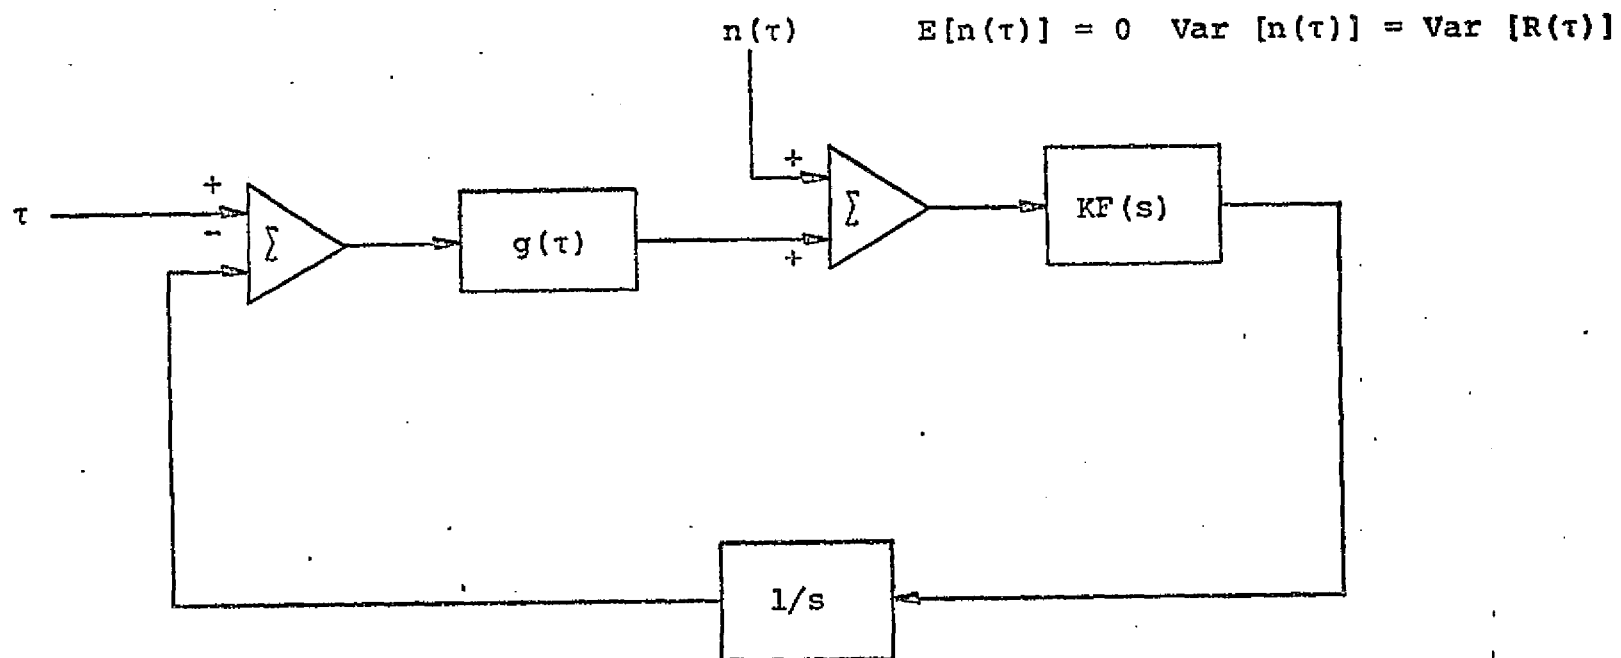 n(τ) E[n(τ)] = 0 Var [n(τ)] = Var [R(τ)]
+
+
τ
-
Σ
g(τ)
Σ
KF(s)
+
1/s